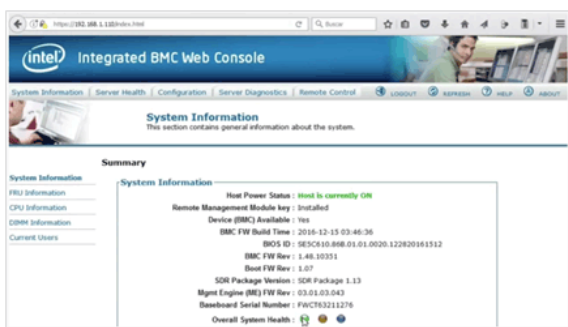 https://192.168.1.110/index.html
Buscar
intel
Integrated BMC Web Console
System Information Server Health Configuration Server Diagnostics Remote Control LOGOUT REFRESH HELP ABOUT
System Information
This section contains general information about the system.
Summary
System Information
FRU Information
CPU Information
DIMM Information
Current Users
System Information
Host Power Status : Host is currently ON
Remote Management Module key : Installed
Device (BMC) Available : Yes
BMC FW Build Time : 2016-12-15 03:46:36
BIOS ID : SE5C610.86B.01.01.0020.122820161512
BMC FW Rev : 1.48.10351
Boot FW Rev : 1.07
SDR Package Version : SDR Package 1.13
Mgmt Engine (ME) FW Rev : 03.01.03.043
Baseboard Serial Number : FWCT63211276
Overall System Health :